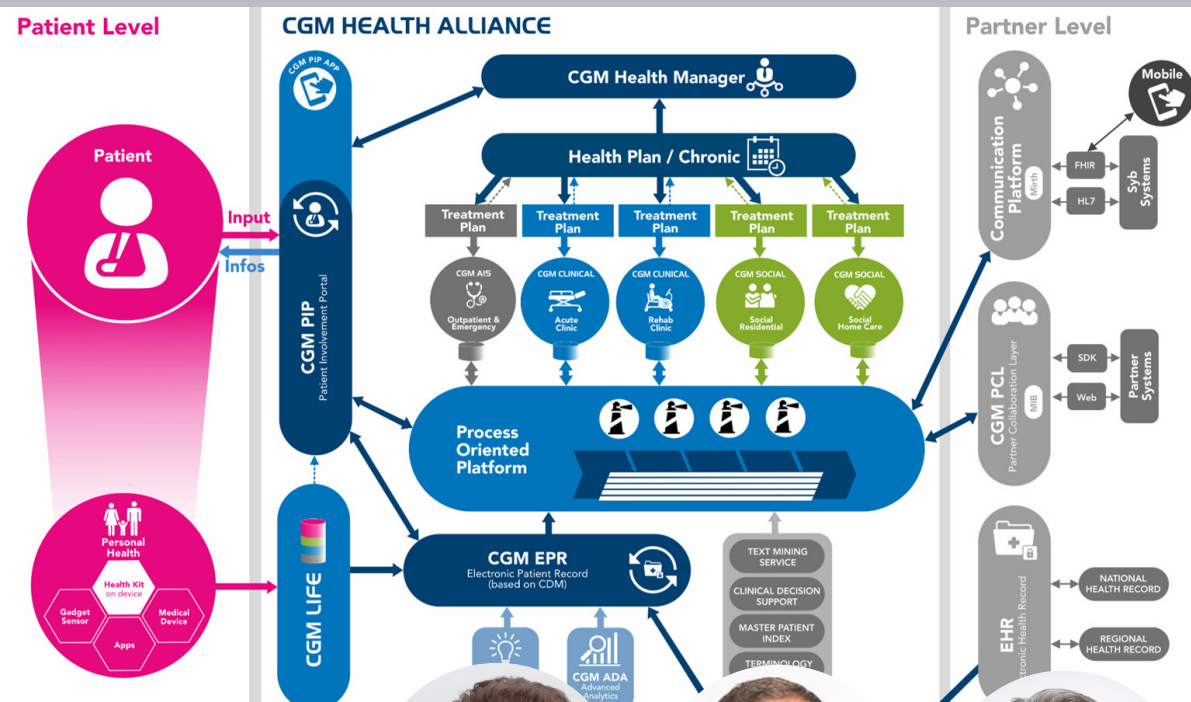 Patient Level
CGM HEALTH ALLIANCE
Partner Level
Patient
Input
Infos
Personal
Health
Health Kit
on device
Gadget
Sensor
Medical
Device
Apps
CGM PIP APP
CGM PIP
Patient Involvement Portal
CGM LIFE
CGM Health Manager
Health Plan / Chronic
Treatment
Plan
Treatment
Plan
Treatment
Plan
Treatment
Plan
Treatment
Plan
CGM AIS
Outpatient &
Emergency
CGM CLINICAL
Acute
Clinic
CGM CLINICAL
Rehab
Clinic
CGM SOCIAL
Social
Residential
CGM SOCIAL
Social
Home Care
Process
Oriented
Platform
CGM EPR
Electronic Patient Record
(based on CDM)
CGM ADA
Advanced
Analytics
TEXT MINING
SERVICE
CLINICAL DECISION
SUPPORT
MASTER PATIENT
INDEX
TERMINOLOGY
Communication
Platform
Mirth
FHIR
HL7
Mobile
Syb
Systems
CGM PCL
Partner Collaboration Layer
MIB
SDK
Web
Partner
Systems
EHR
Health Record
NATIONAL
HEALTH RECORD
REGIONAL
HEALTH RECORD